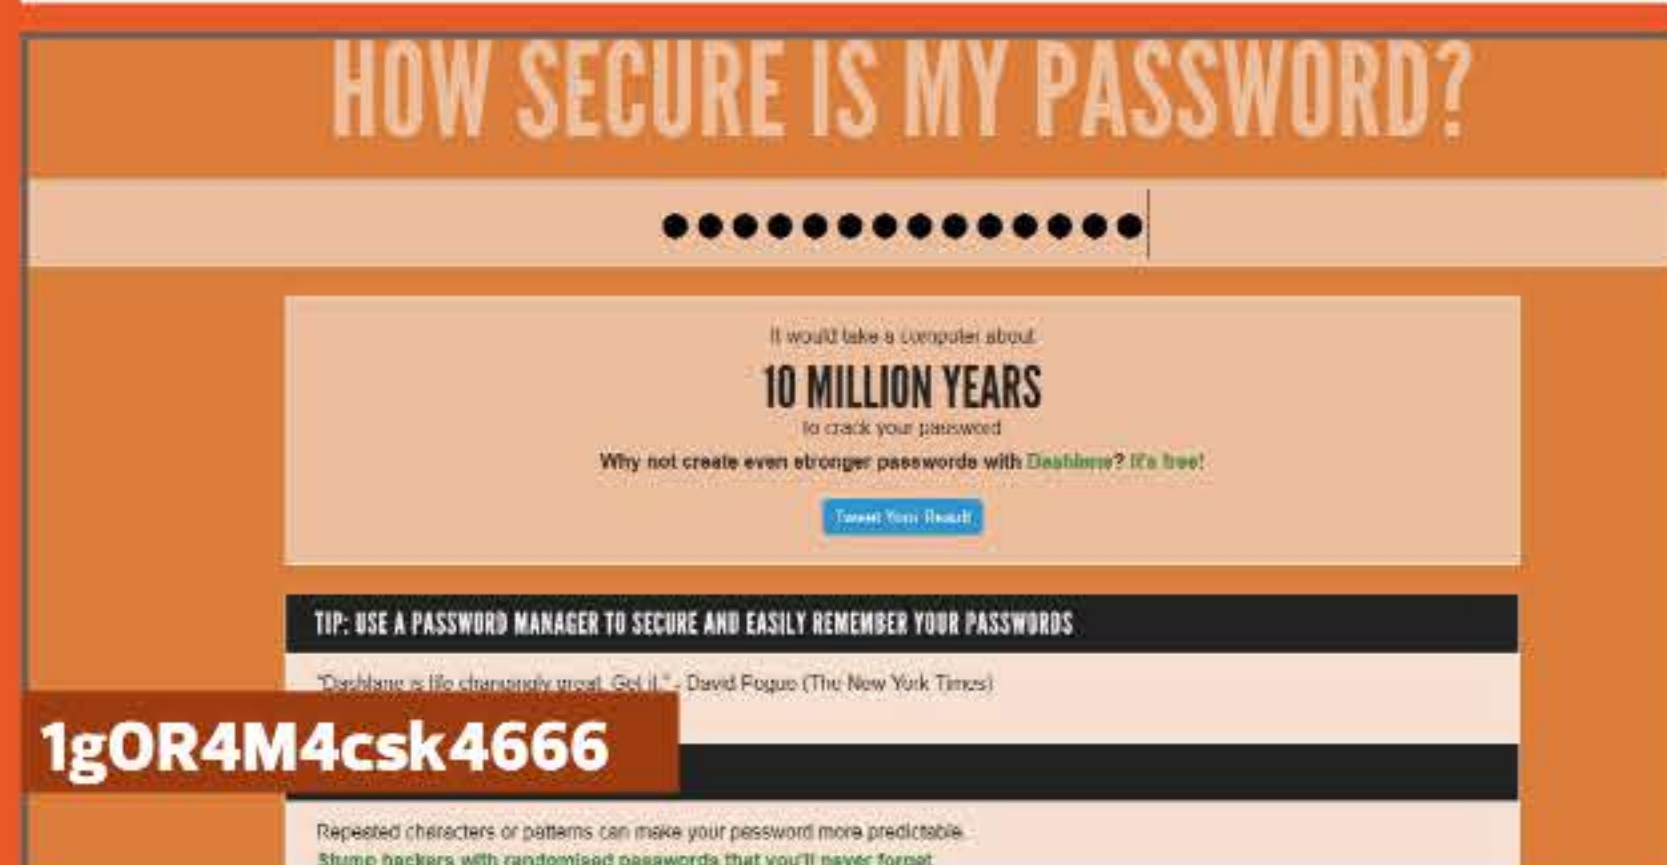 HOW SECURE IS MY PASSWORD?
It would take a computer about
10 MILLION YEARS
to crack your password
Why not create even stronger passwords with Dashlane? It's free!
Tweet Your Result
TIP: USE A PASSWORD MANAGER TO SECURE AND EASILY REMEMBER YOUR PASSWORDS
"Dashlane is life changingly great. Get it." - David Pogue (The New York Times)
1gOR4M4csk4666
Repeated characters or patterns can make your password more predictable.
Stump hackers with randomised passwords that you'll never forget.